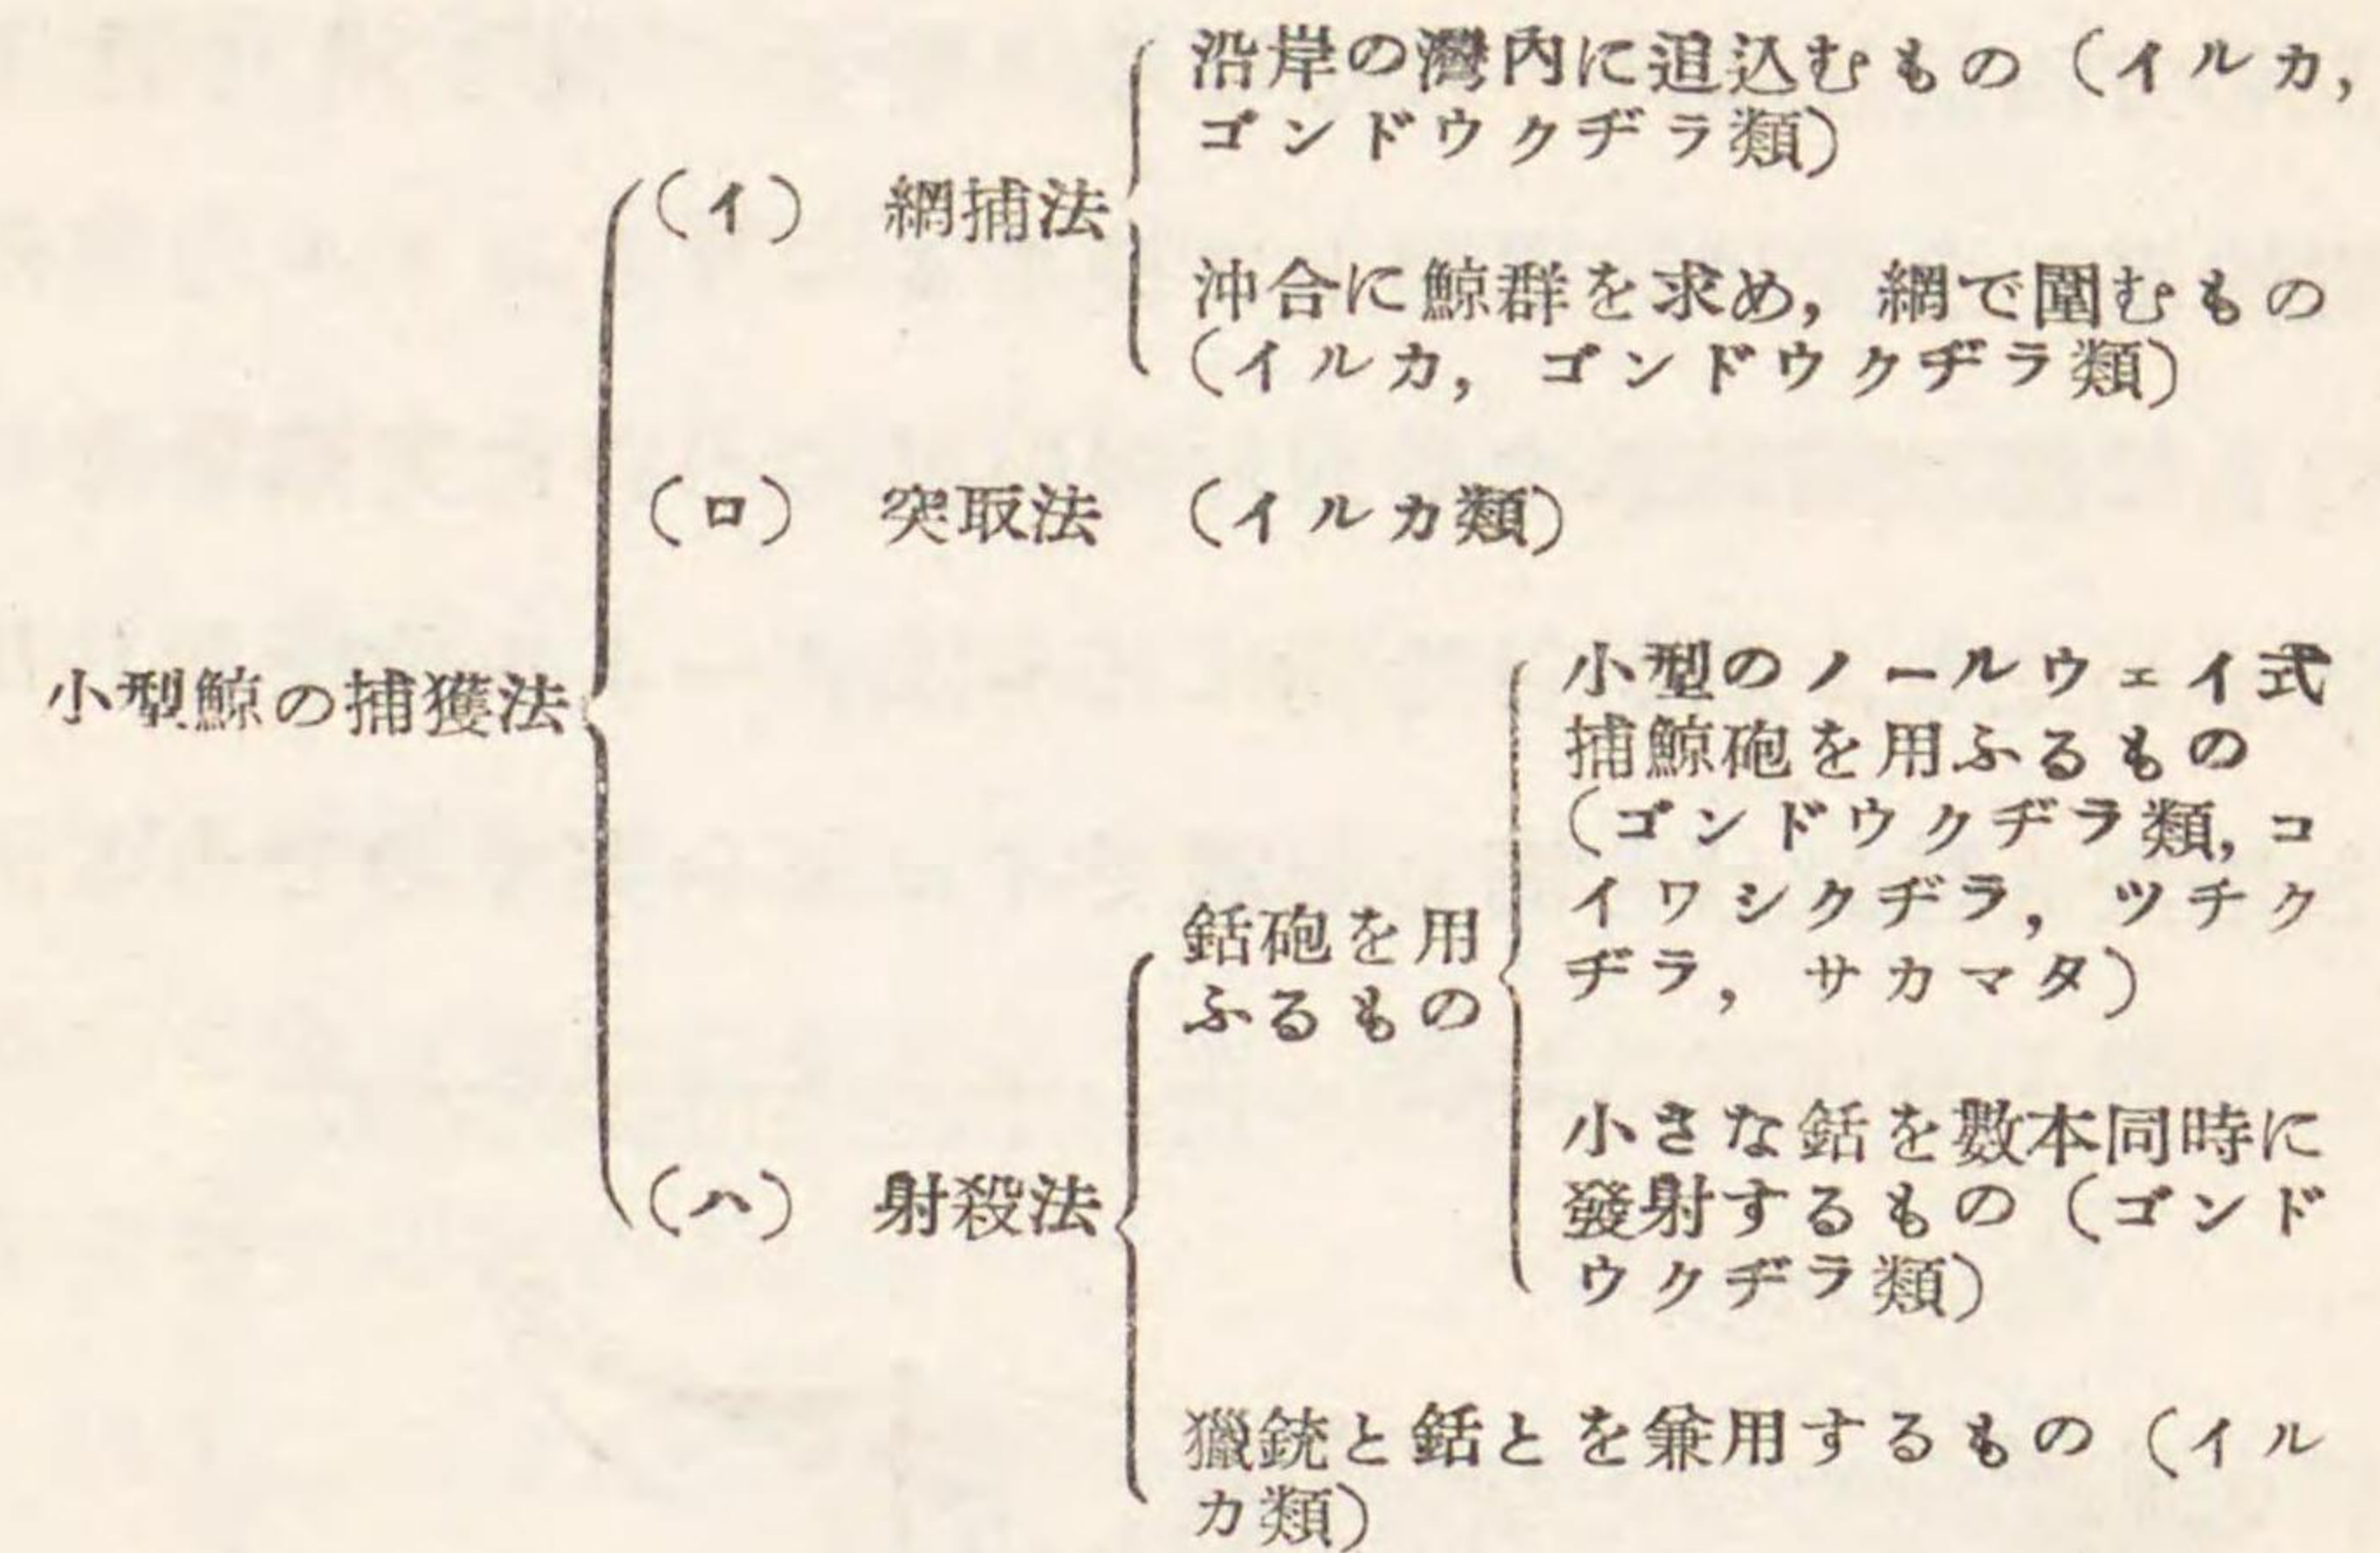 小型鯨の捕獲法
(イ) 網捕法
沿岸の灣內に追込むもの (イルカ,
ゴンドウクヂラ類)
沖合に鯨群を求め, 網で圍むもの
(イルカ, ゴンドウクヂラ類)
(ロ) 突取法 (イルカ類)
(ハ) 射殺法
銛砲を用
ふるもの
小型のノールウェイ式
捕鯨砲を用ふるもの
(ゴンドウクヂラ類, コ
イワシクヂラ, ツチク
ヂラ, サカマタ)
小さな銛を數本同時に
發射するもの (ゴンド
ウクヂラ類)
獵銃と銛とを兼用するもの (イル
カ類)